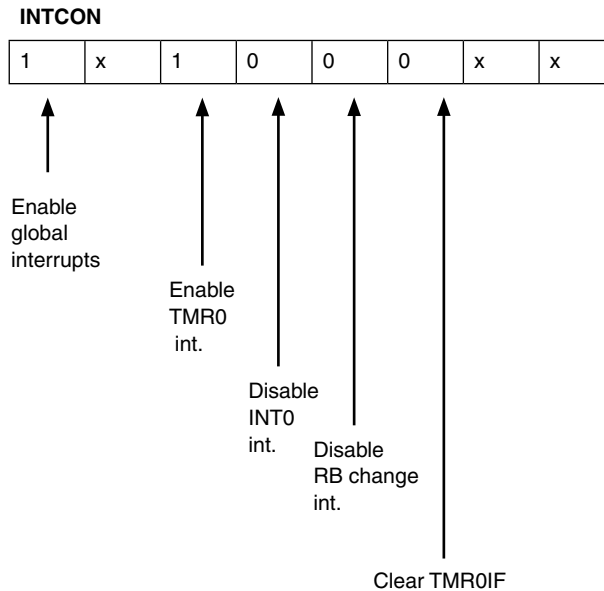 INTCON
1 x 1 0 0 0 x x
Enable
global
interrupts
Enable
TMR0
int.
Disable
INT0
int.
Disable
RB change
int.
Clear TMR0IF